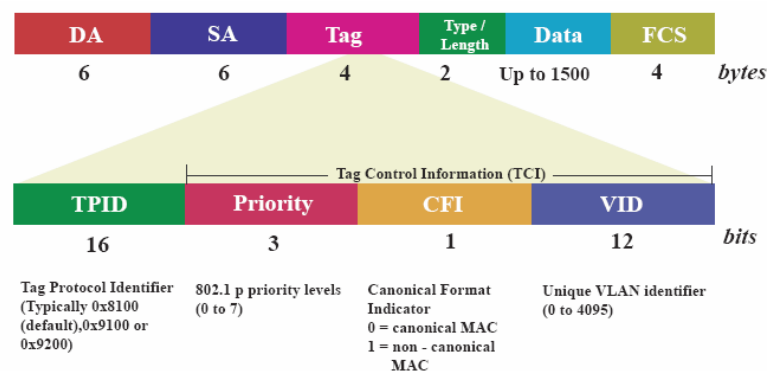 DA SA Tag Type / Length Data FCS
6 6 4 2 Up to 1500 4 bytes
Tag Control Information (TCI)
TPID Priority CFI VID
16 3 1 12 bits
Tag Protocol Identifier
(Typically 0x8100
(default),0x9100 or
0x9200)
802.1 p priority levels
(0 to 7)
Canonical Format
Indicator
0 = canonical MAC
1 = non - canonical
MAC
Unique VLAN identifier
(0 to 4095)